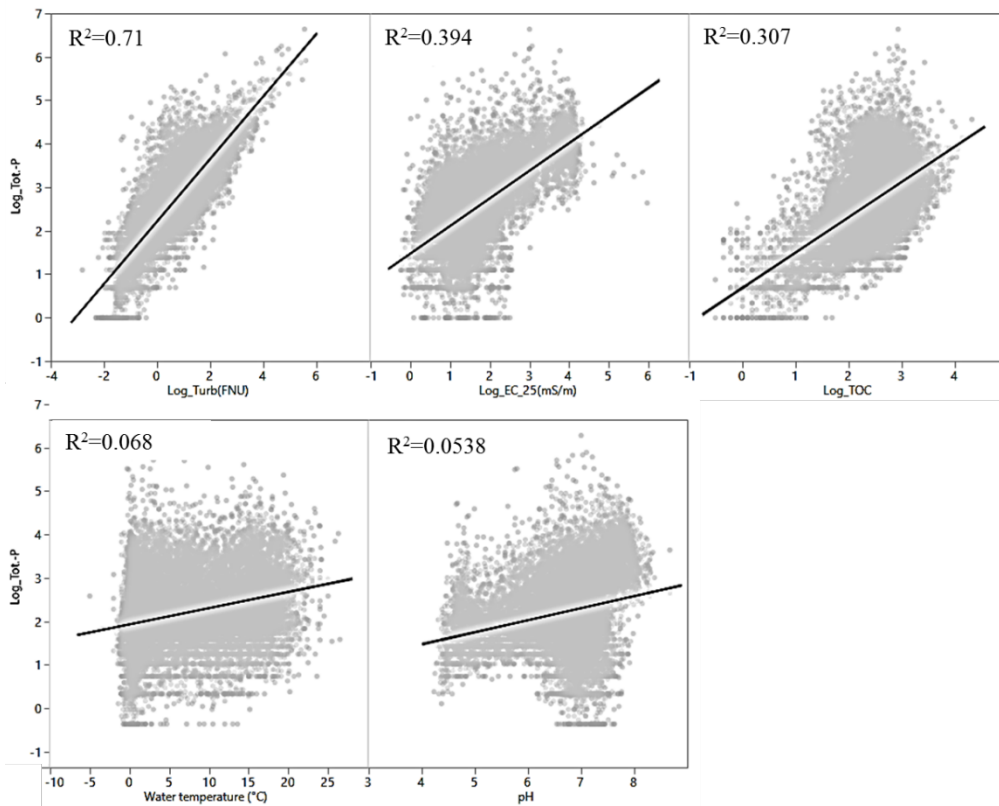 R²=0.71
R²=0.394
R²=0.307
7
6
5
4
3
2
1
0
-1
Log_Tot.-P
-4 -2 0 2 4 6
-1 0 1 2 3 4 5 6
-1 0 1 2 3 4
Log_Turb(FNU)
Log_EC_25(mS/m)
Log_TOC
R²=0.068
R²=0.0538
7
6
5
4
3
2
1
0
-1
Log_Tot.-P
-10 -5 0 5 10 15 20 25
3 4 5 6 7 8
Water temperature (°C)
pH